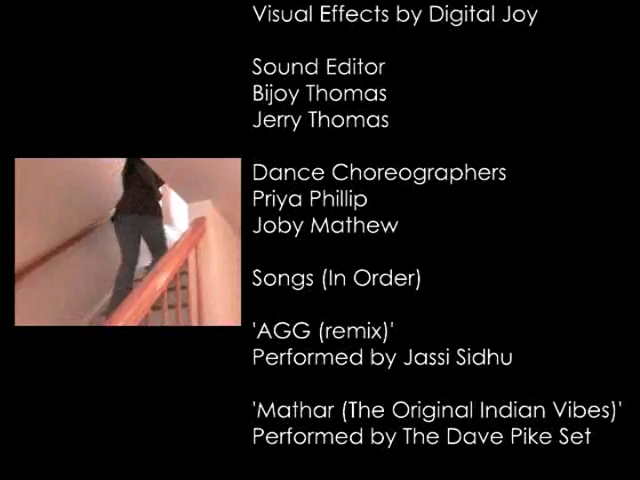 Visual Effects by Digital Joy
Sound Editor
Bijoy Thomas
Jerry Thomas
Dance Choreographers
Priya Phillip
Joby Mathew
Songs (In Order)
'AGG (remix)'
Performed by Jassi Sidhu
'Mathar (The Original Indian Vibes)'
Performed by The Dave Pike Set